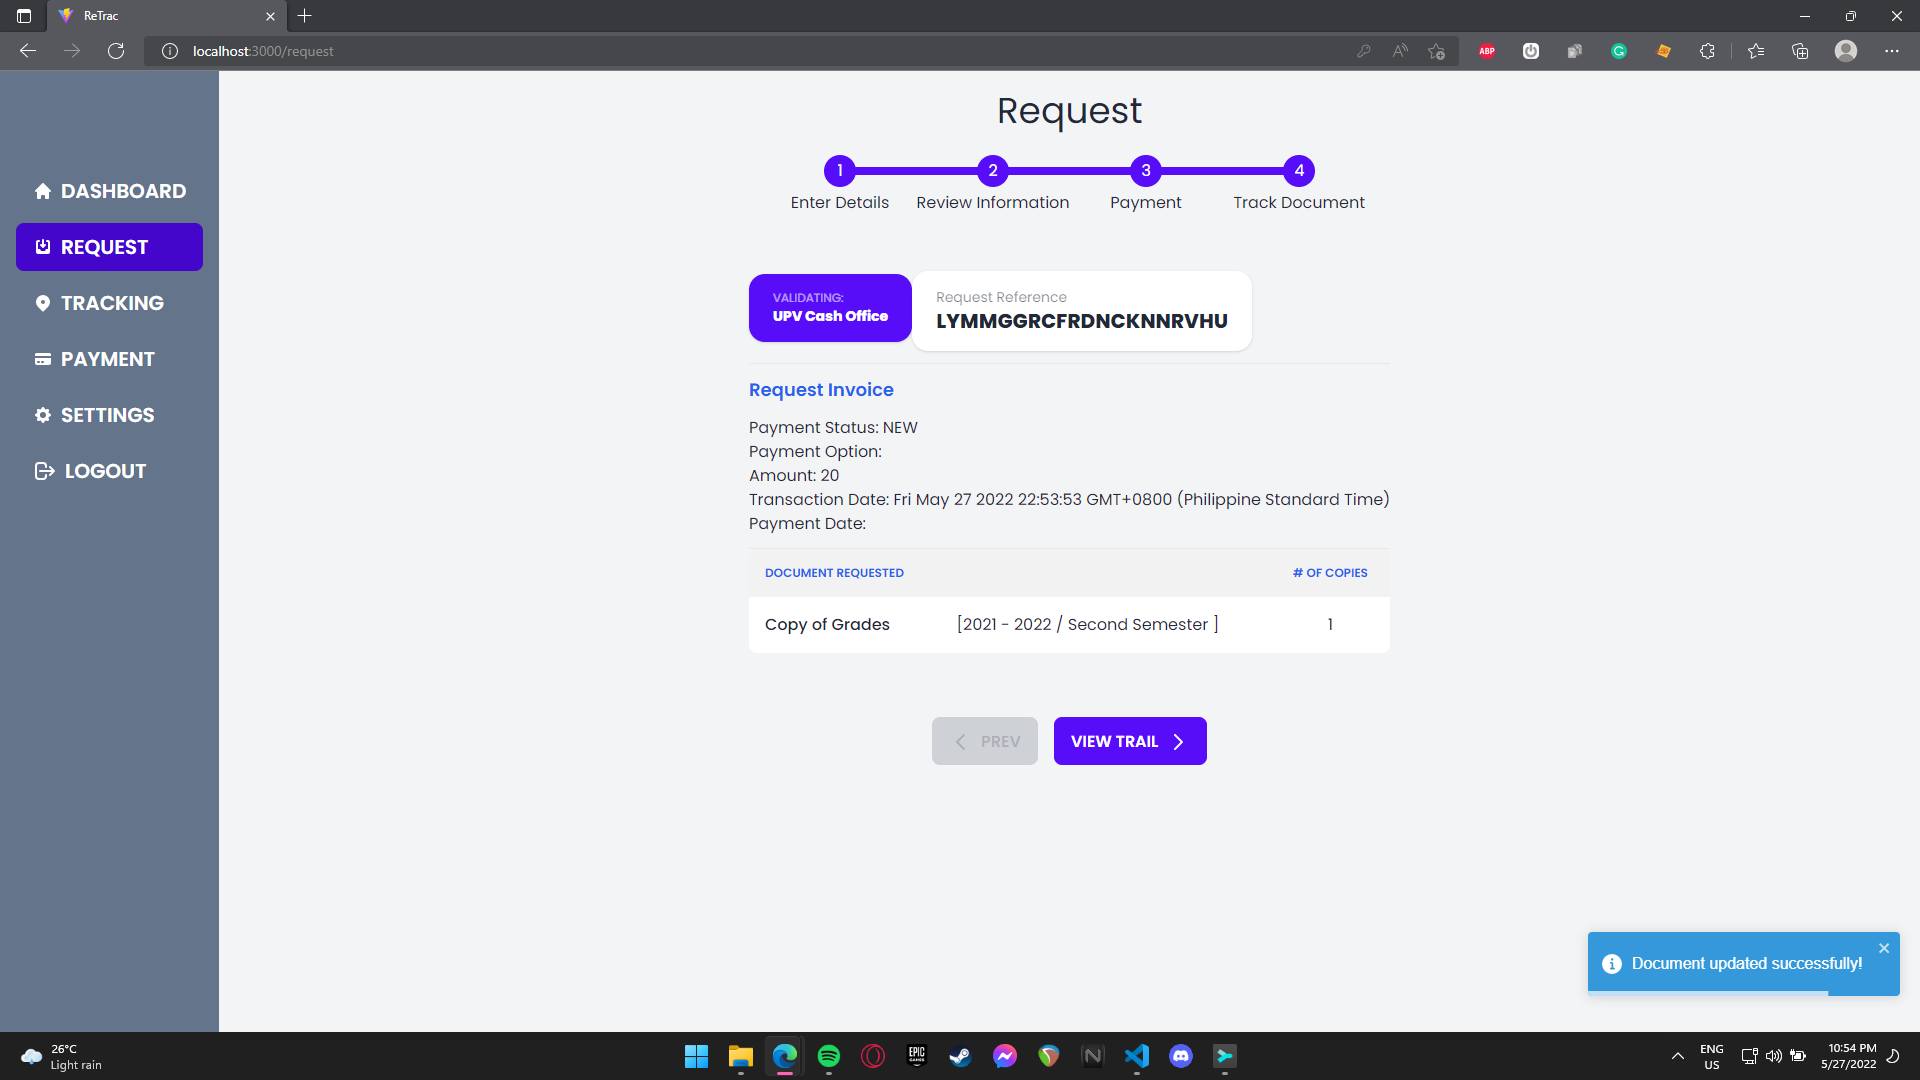 ReTrac
localhost:3000/request
ABP
Request
1 2 3 4
Enter Details Review Information Payment Track Document
DASHBOARD
REQUEST
TRACKING
PAYMENT
SETTINGS
LOGOUT
VALIDATING:
UPV Cash Office
Request Reference
LYMMGGRCFRDNCKNNRVHU
Request Invoice
Payment Status: NEW
Payment Option:
Amount: 20
Transaction Date: Fri May 27 2022 22:53:53 GMT+0800 (Philippine Standard Time)
Payment Date:
DOCUMENT REQUESTED # OF COPIES
Copy of Grades [2021 - 2022 / Second Semester ] 1
PREV VIEW TRAIL
Document updated successfully!
26°C
Light rain
EPIC
GAMES
ENG
US
10:54 PM
5/27/2022